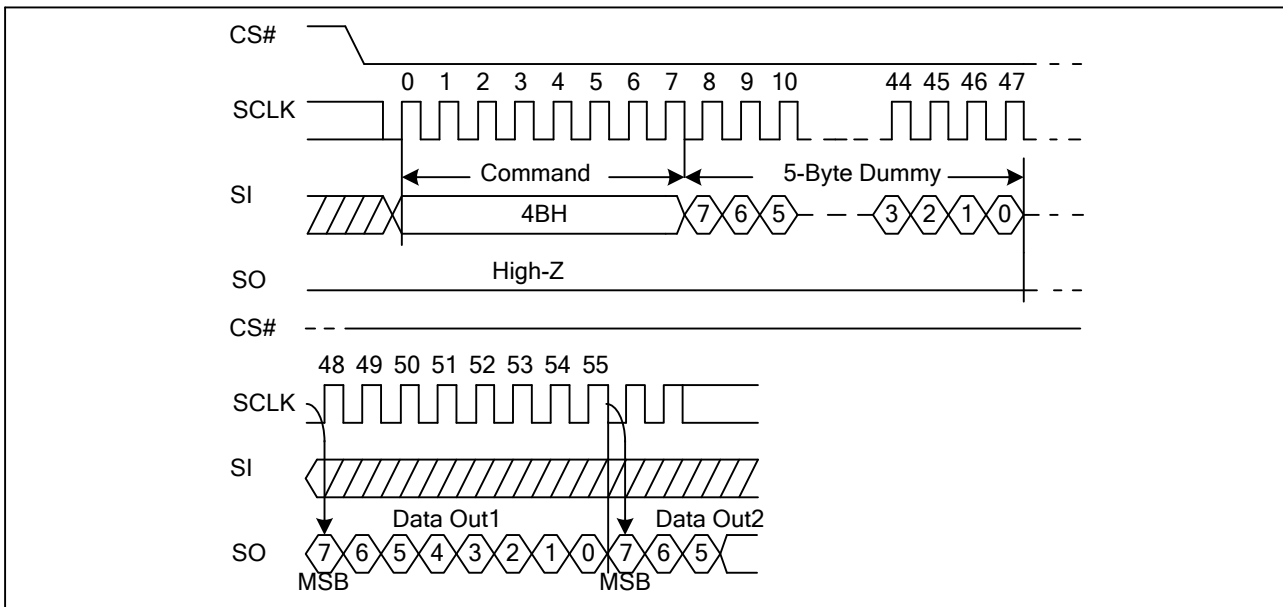 CS#
0 1 2 3 4 5 6 7 8 9 10 44 45 46 47
SCLK
Command 5-Byte Dummy
SI
4BH 7 6 5 3 2 1 0
High-Z
SO
CS#
48 49 50 51 52 53 54 55
SCLK
SI
Data Out1 Data Out2
SO 7 6 5 4 3 2 1 0 7 6 5
MSB MSB